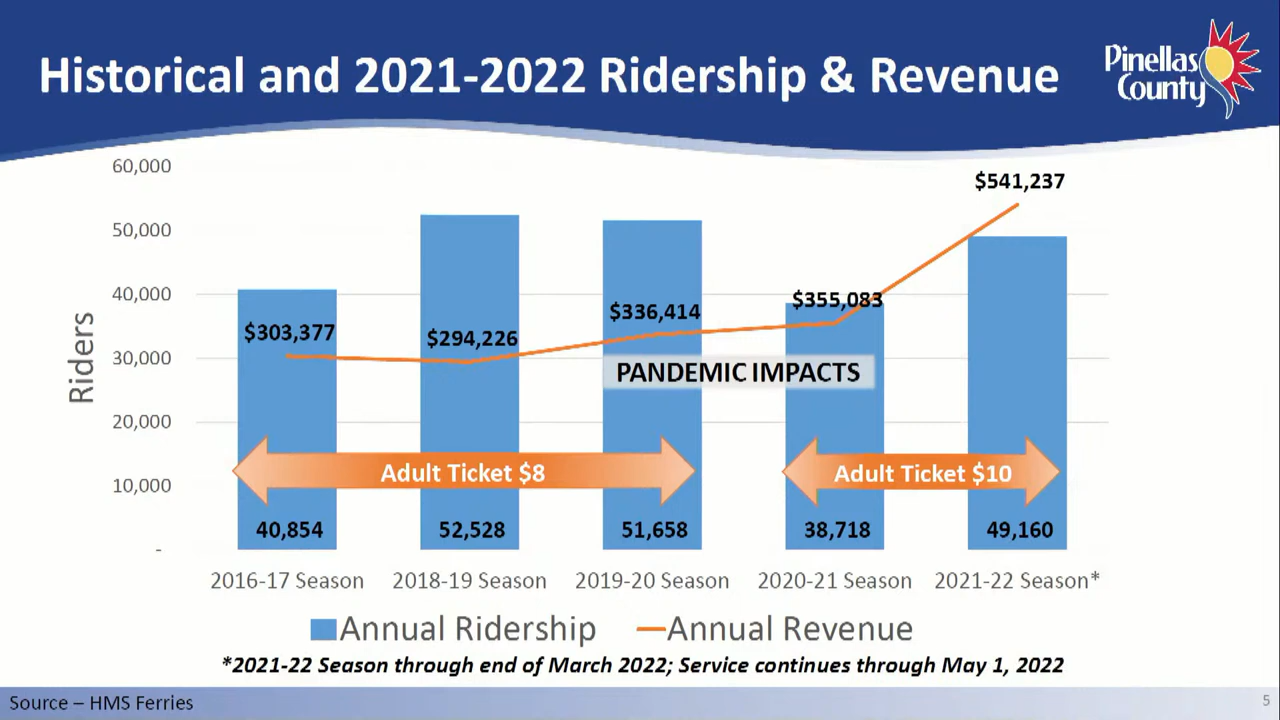 Historical and 2021-2022 Ridership & Revenue
Pinellas
County
60,000
50,000
40,000
30,000
20,000
10,000
-
Riders
$303,377
$294,226
$336,414
$355,083
$541,237
PANDEMIC IMPACTS
Adult Ticket $8
Adult Ticket $10
40,854
52,528
51,658
38,718
49,160
2016-17 Season
2018-19 Season
2019-20 Season
2020-21 Season
2021-22 Season*
Annual Ridership
Annual Revenue
*2021-22 Season through end of March 2022; Service continues through May 1, 2022
Source – HMS Ferries
5